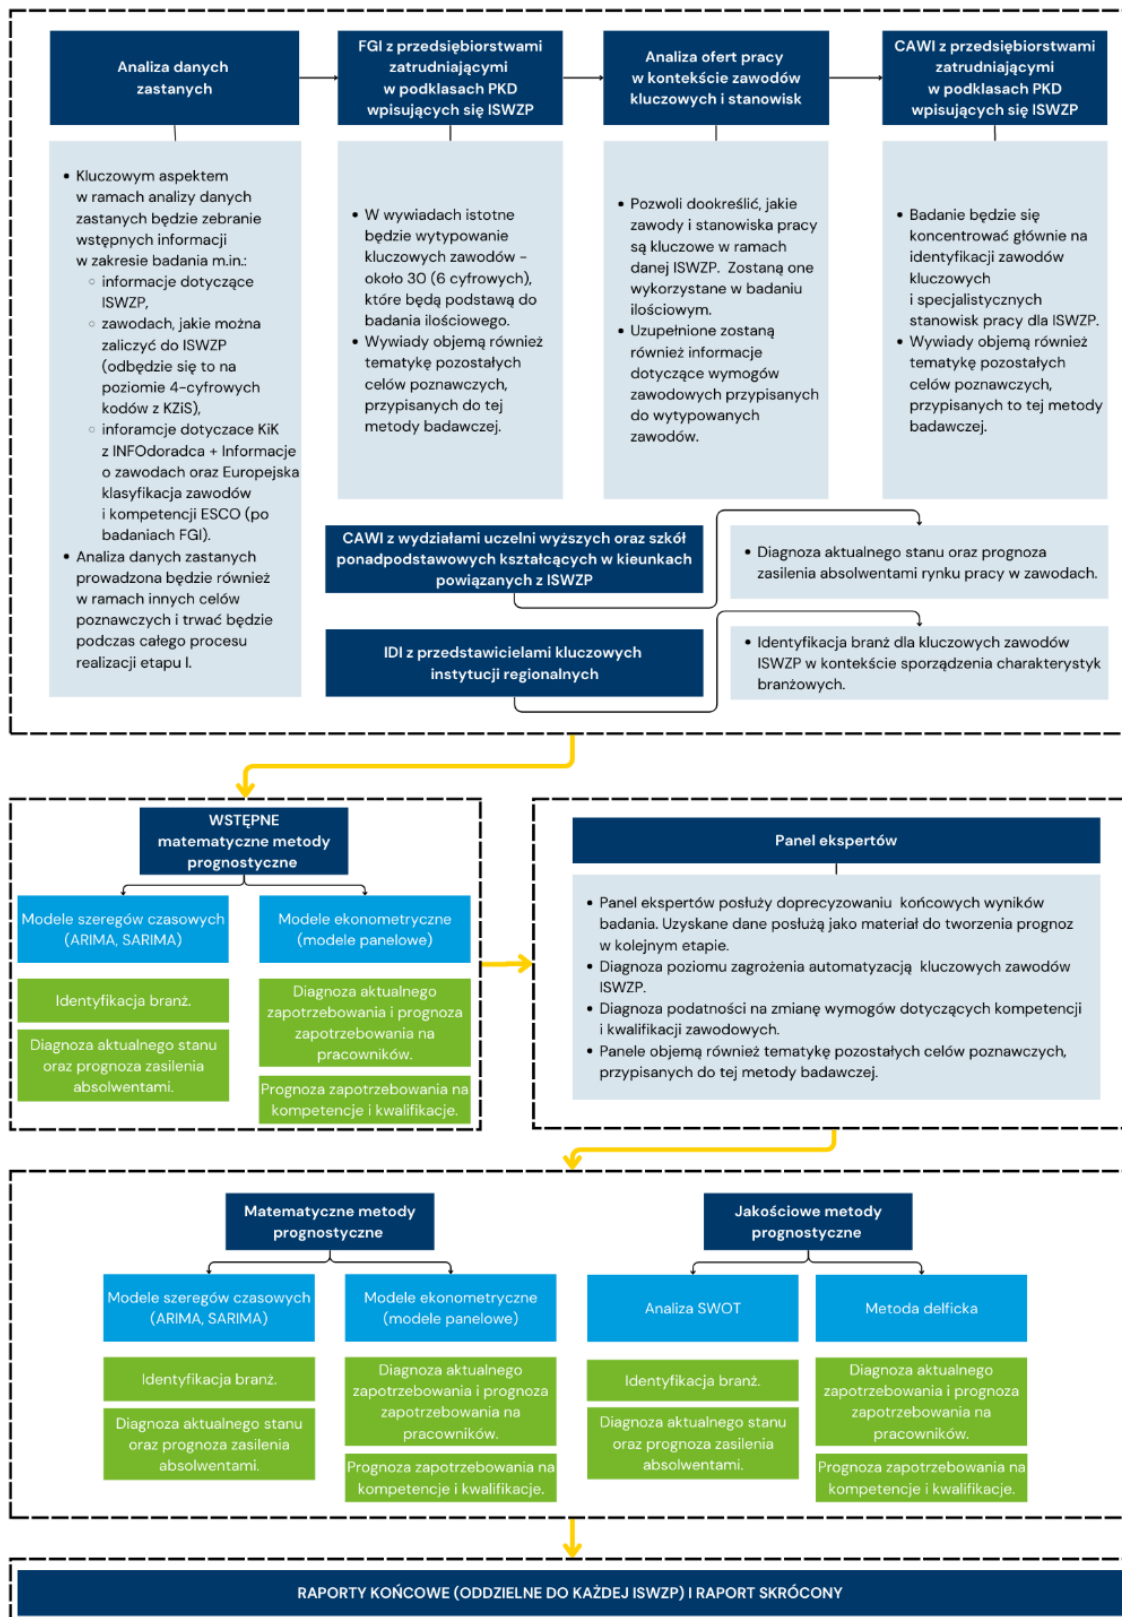 Analiza danych
zastanych
FGI z przedsiębiorstwami
zatrudniającymi
w podklasach PKD
wpisujących się ISWZP
Analiza ofert pracy
w kontekście zawodów
kluczowych i stanowisk
CAWI z przedsiębiorstwami
zatrudniającymi
w podklasach PKD
wpisujących się ISWZP
• Kluczowym aspektem
w ramach analizy danych
zastanych będzie zebranie
wstępnych informacji
w zakresie badania m.in.:
◦ informacje dotyczące
ISWZP,
◦ zawodach, jakie można
zaliczyć do ISWZP
(odbędzie się to na
poziomie 4-cyfrowych
kodów z KZiS),
◦ inforamcje dotyczace KiK
z INFOdoradca + Informacje
o zawodach oraz Europejska
klasyfikacja zawodów
i kompetencji ESCO (po
badaniach FGI).
• Analiza danych zastanych
prowadzona będzie również
w ramach innych celów
poznawczych i trwać będzie
podczas całego procesu
realizacji etapu I.
• W wywiadach istotne
będzie wytypowanie
kluczowych zawodów -
około 30 (6 cyfrowych),
które będą podstawą do
badania ilościowego.
• Wywiady objemą również
tematykę pozostałych
celów poznawczych,
przypisanych do tej
metody badawczej.
• Pozwoli dookreślić, jakie
zawody i stanowiska pracy
są kluczowe w ramach
danej ISWZP. Zostaną one
wykorzystane w badaniu
ilościowym.
• Uzupełnione zostaną
również informacje
dotyczące wymogów
zawodowych przypisanych
do wytypowanych
zawodów.
• Badanie będzie się
koncentrować głównie na
identyfikacji zawodów
kluczowych
i specjalistycznych
stanowisk pracy dla ISWZP.
• Wywiady objemą również
tematykę pozostałych
celów poznawczych,
przypisanych to tej metody
badawczej.
CAWI z wydziałami uczelni wyższych oraz szkół
ponadpodstawowych kształcących w kieunkach
powiązanych z ISWZP
• Diagnoza aktualnego stanu oraz prognoza
zasilenia absolwentami rynku pracy w zawodach.
IDI z przedstawicielami kluczowych
instytucji regionalnych
• Identyfikacja branż dla kluczowych zawodów
ISWZP w kontekście sporządzenia charakterystyk
branżowych.
WSTĘPNE
matematyczne metody
prognostyczne
Modele szeregów czasowych
(ARIMA, SARIMA)
Modele ekonometryczne
(modele panelowe)
Identyfikacja branż.
Diagnoza aktualnego stanu
oraz prognoza zasilenia
absolwentami.
Diagnoza aktualnego
zapotrzebowania i prognoza
zapotrzebowania na
pracowników.
Prognoza zapotrzebowania na
kompetencje i kwalifikacje.
Panel ekspertów
• Panel ekspertów posłuży doprecyzowaniu końcowych wyników
badania. Uzyskane dane posłużą jako materiał do tworzenia prognoz
w kolejnym etapie.
• Diagnoza poziomu zagrożenia automatyzacją kluczowych zawodów
ISWZP.
• Diagnoza podatności na zmianę wymogów dotyczących kompetencji
i kwalifikacji zawodowych.
• Panele objemą również tematykę pozostałych celów poznawczych,
przypisanych do tej metody badawczej.
Matematyczne metody
prognostyczne
Jakościowe metody
prognostyczne
Modele szeregów czasowych
(ARIMA, SARIMA)
Modele ekonometryczne
(modele panelowe)
Analiza SWOT
Metoda delficka
Identyfikacja branż.
Diagnoza aktualnego stanu
oraz prognoza zasilenia
absolwentami.
Diagnoza aktualnego
zapotrzebowania i prognoza
zapotrzebowania na
pracowników.
Prognoza zapotrzebowania na
kompetencje i kwalifikacje.
Identyfikacja branż.
Diagnoza aktualnego stanu
oraz prognoza zasilenia
absolwentami.
Diagnoza aktualnego
zapotrzebowania i prognoza
zapotrzebowania na
pracowników.
Prognoza zapotrzebowania na
kompetencje i kwalifikacje.
RAPORTY KOŃCOWE (ODDZIELNE DO KAŻDEJ ISWZP) I RAPORT SKRÓCONY